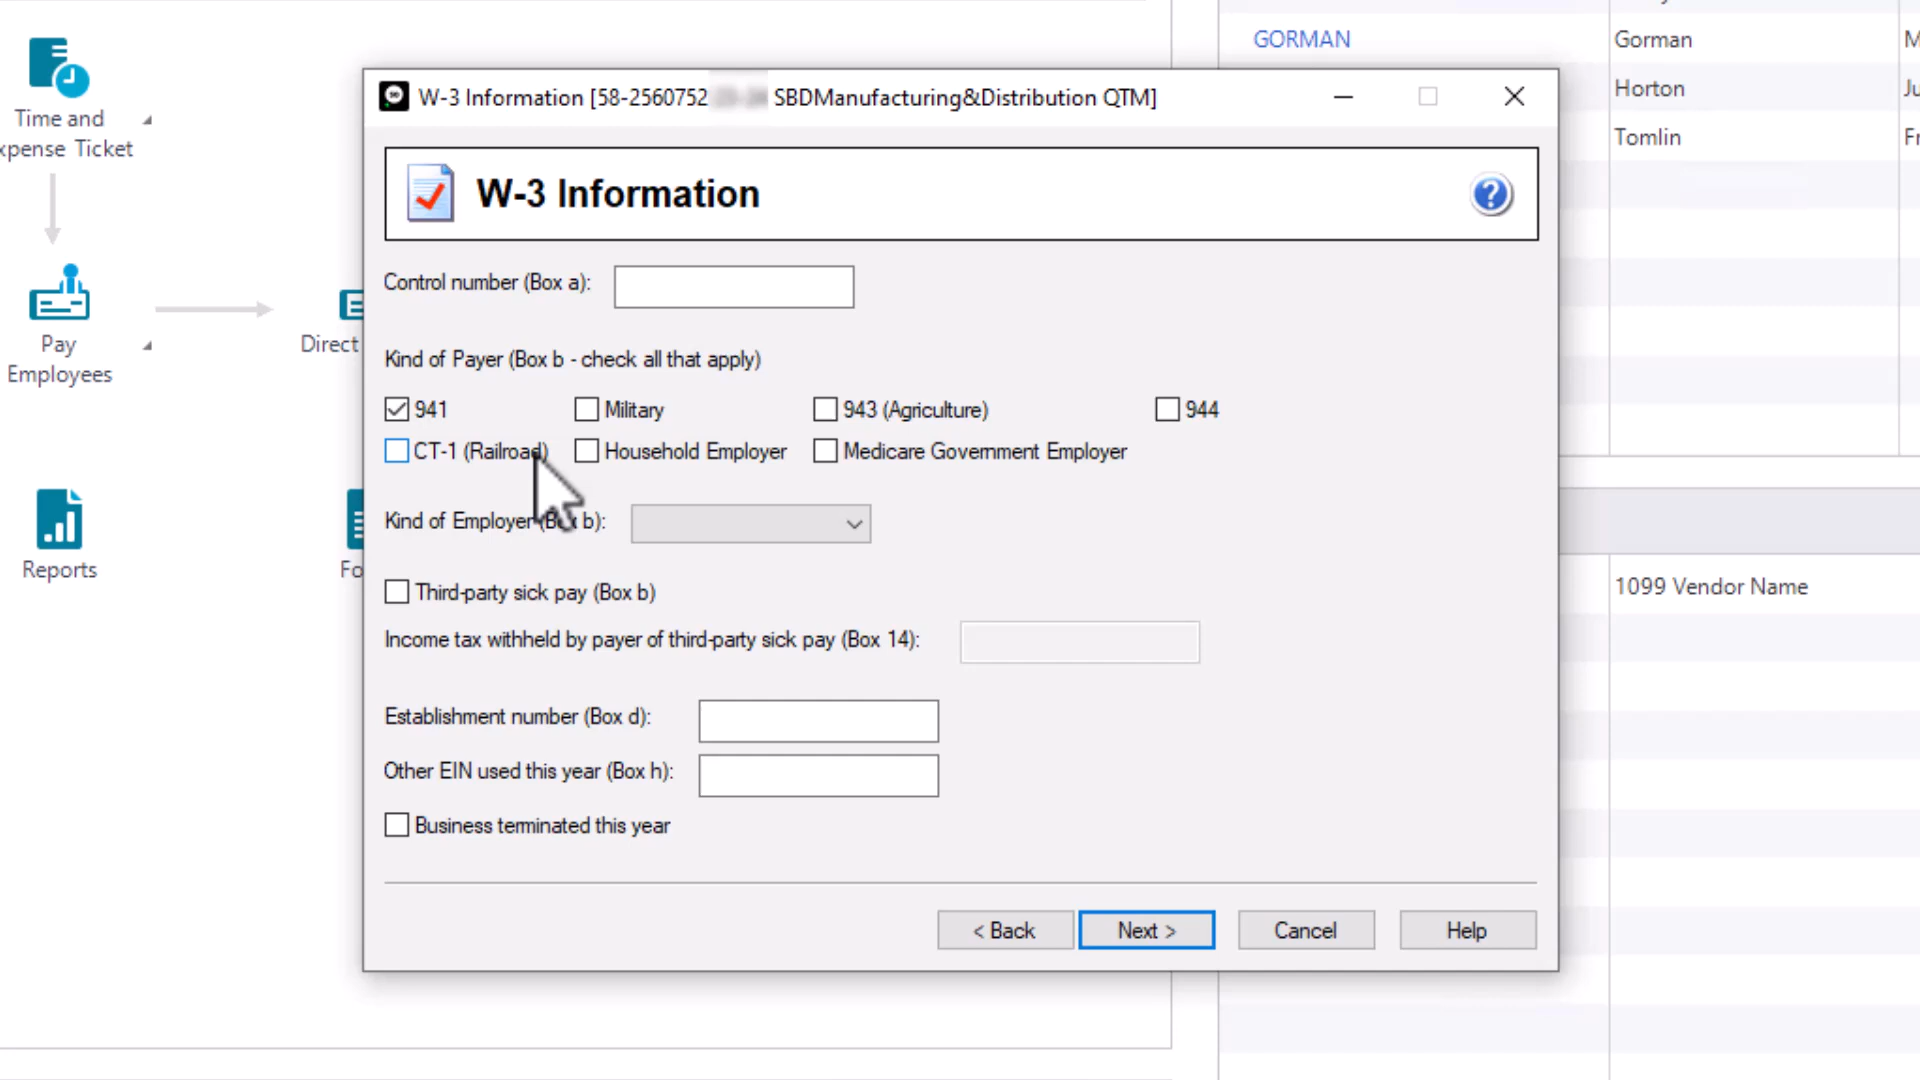 Time and
xpense Ticket
Pay
Employees
Direct
Reports
Fo
W-3 Information [58-2560752 SBDManufacturing&Distribution QTM]
W-3 Information
Control number (Box a):
Kind of Payer (Box b - check all that apply)
941
Military
943 (Agriculture)
944
CT-1 (Railroad)
Household Employer
Medicare Government Employer
Kind of Employer (Box b):
Third-party sick pay (Box b)
Income tax withheld by payer of third-party sick pay (Box 14):
Establishment number (Box d):
Other EIN used this year (Box h):
Business terminated this year
< Back
Next >
Cancel
Help
GORMAN
Gorman
M
Horton
Ju
Tomlin
Fr
1099 Vendor Name